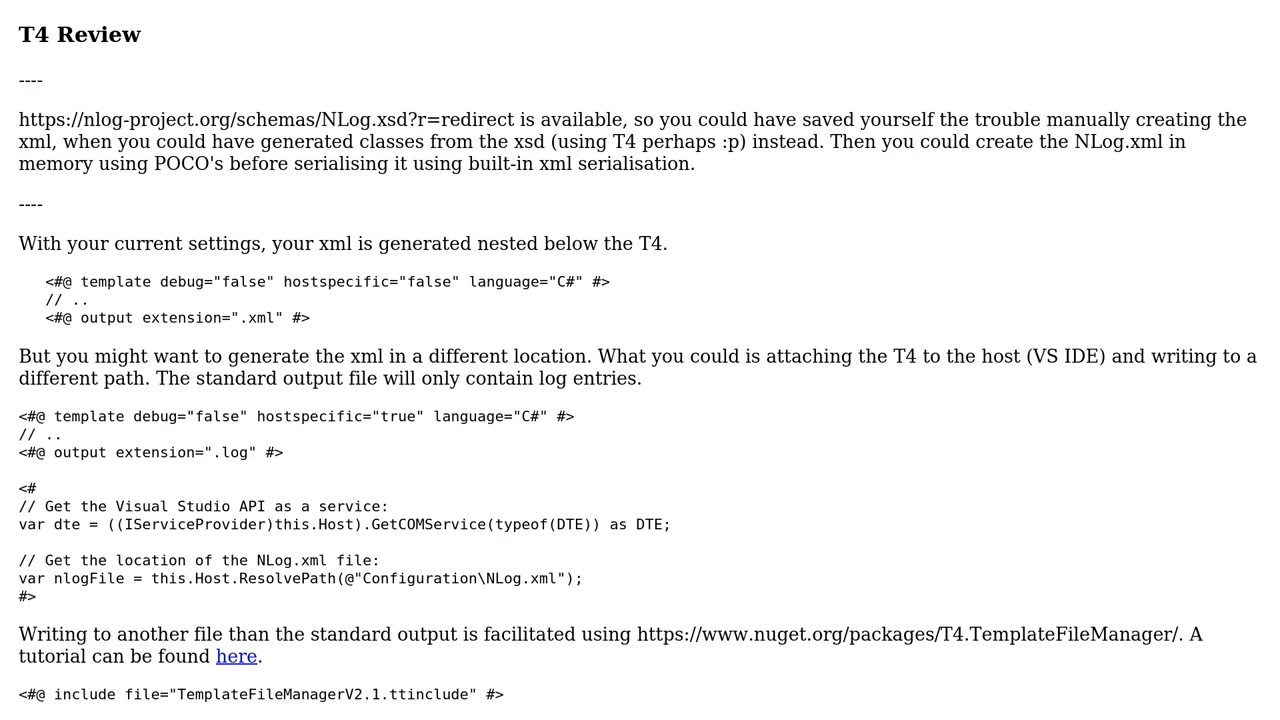 T4 Review
----
https://nlog-project.org/schemas/NLog.xsd?r=redirect is available, so you could have saved yourself the trouble manually creating the
xml, when you could have generated classes from the xsd (using T4 perhaps :p) instead. Then you could create the NLog.xml in
memory using POCO's before serialising it using built-in xml serialisation.
----
With your current settings, your xml is generated nested below the T4.
<#@ template debug="false" hostspecific="false" language="C#" #>
// ..
<#@ output extension=".xml" #>
But you might want to generate the xml in a different location. What you could is attaching the T4 to the host (VS IDE) and writing to a
different path. The standard output file will only contain log entries.
<#@ template debug="false" hostspecific="true" language="C#" #>
// ..
<#@ output extension=".log" #>
<#
// Get the Visual Studio API as a service:
var dte = ((IServiceProvider)this.Host).GetCOMService(typeof(DTE)) as DTE;
// Get the location of the NLog.xml file:
var nlogFile = this.Host.ResolvePath(@"Configuration\NLog.xml");
#>
Writing to another file than the standard output is facilitated using https://www.nuget.org/packages/T4.TemplateFileManager/. A
tutorial can be found here.
<#@ include file="TemplateFileManagerV2.1.ttinclude" #>